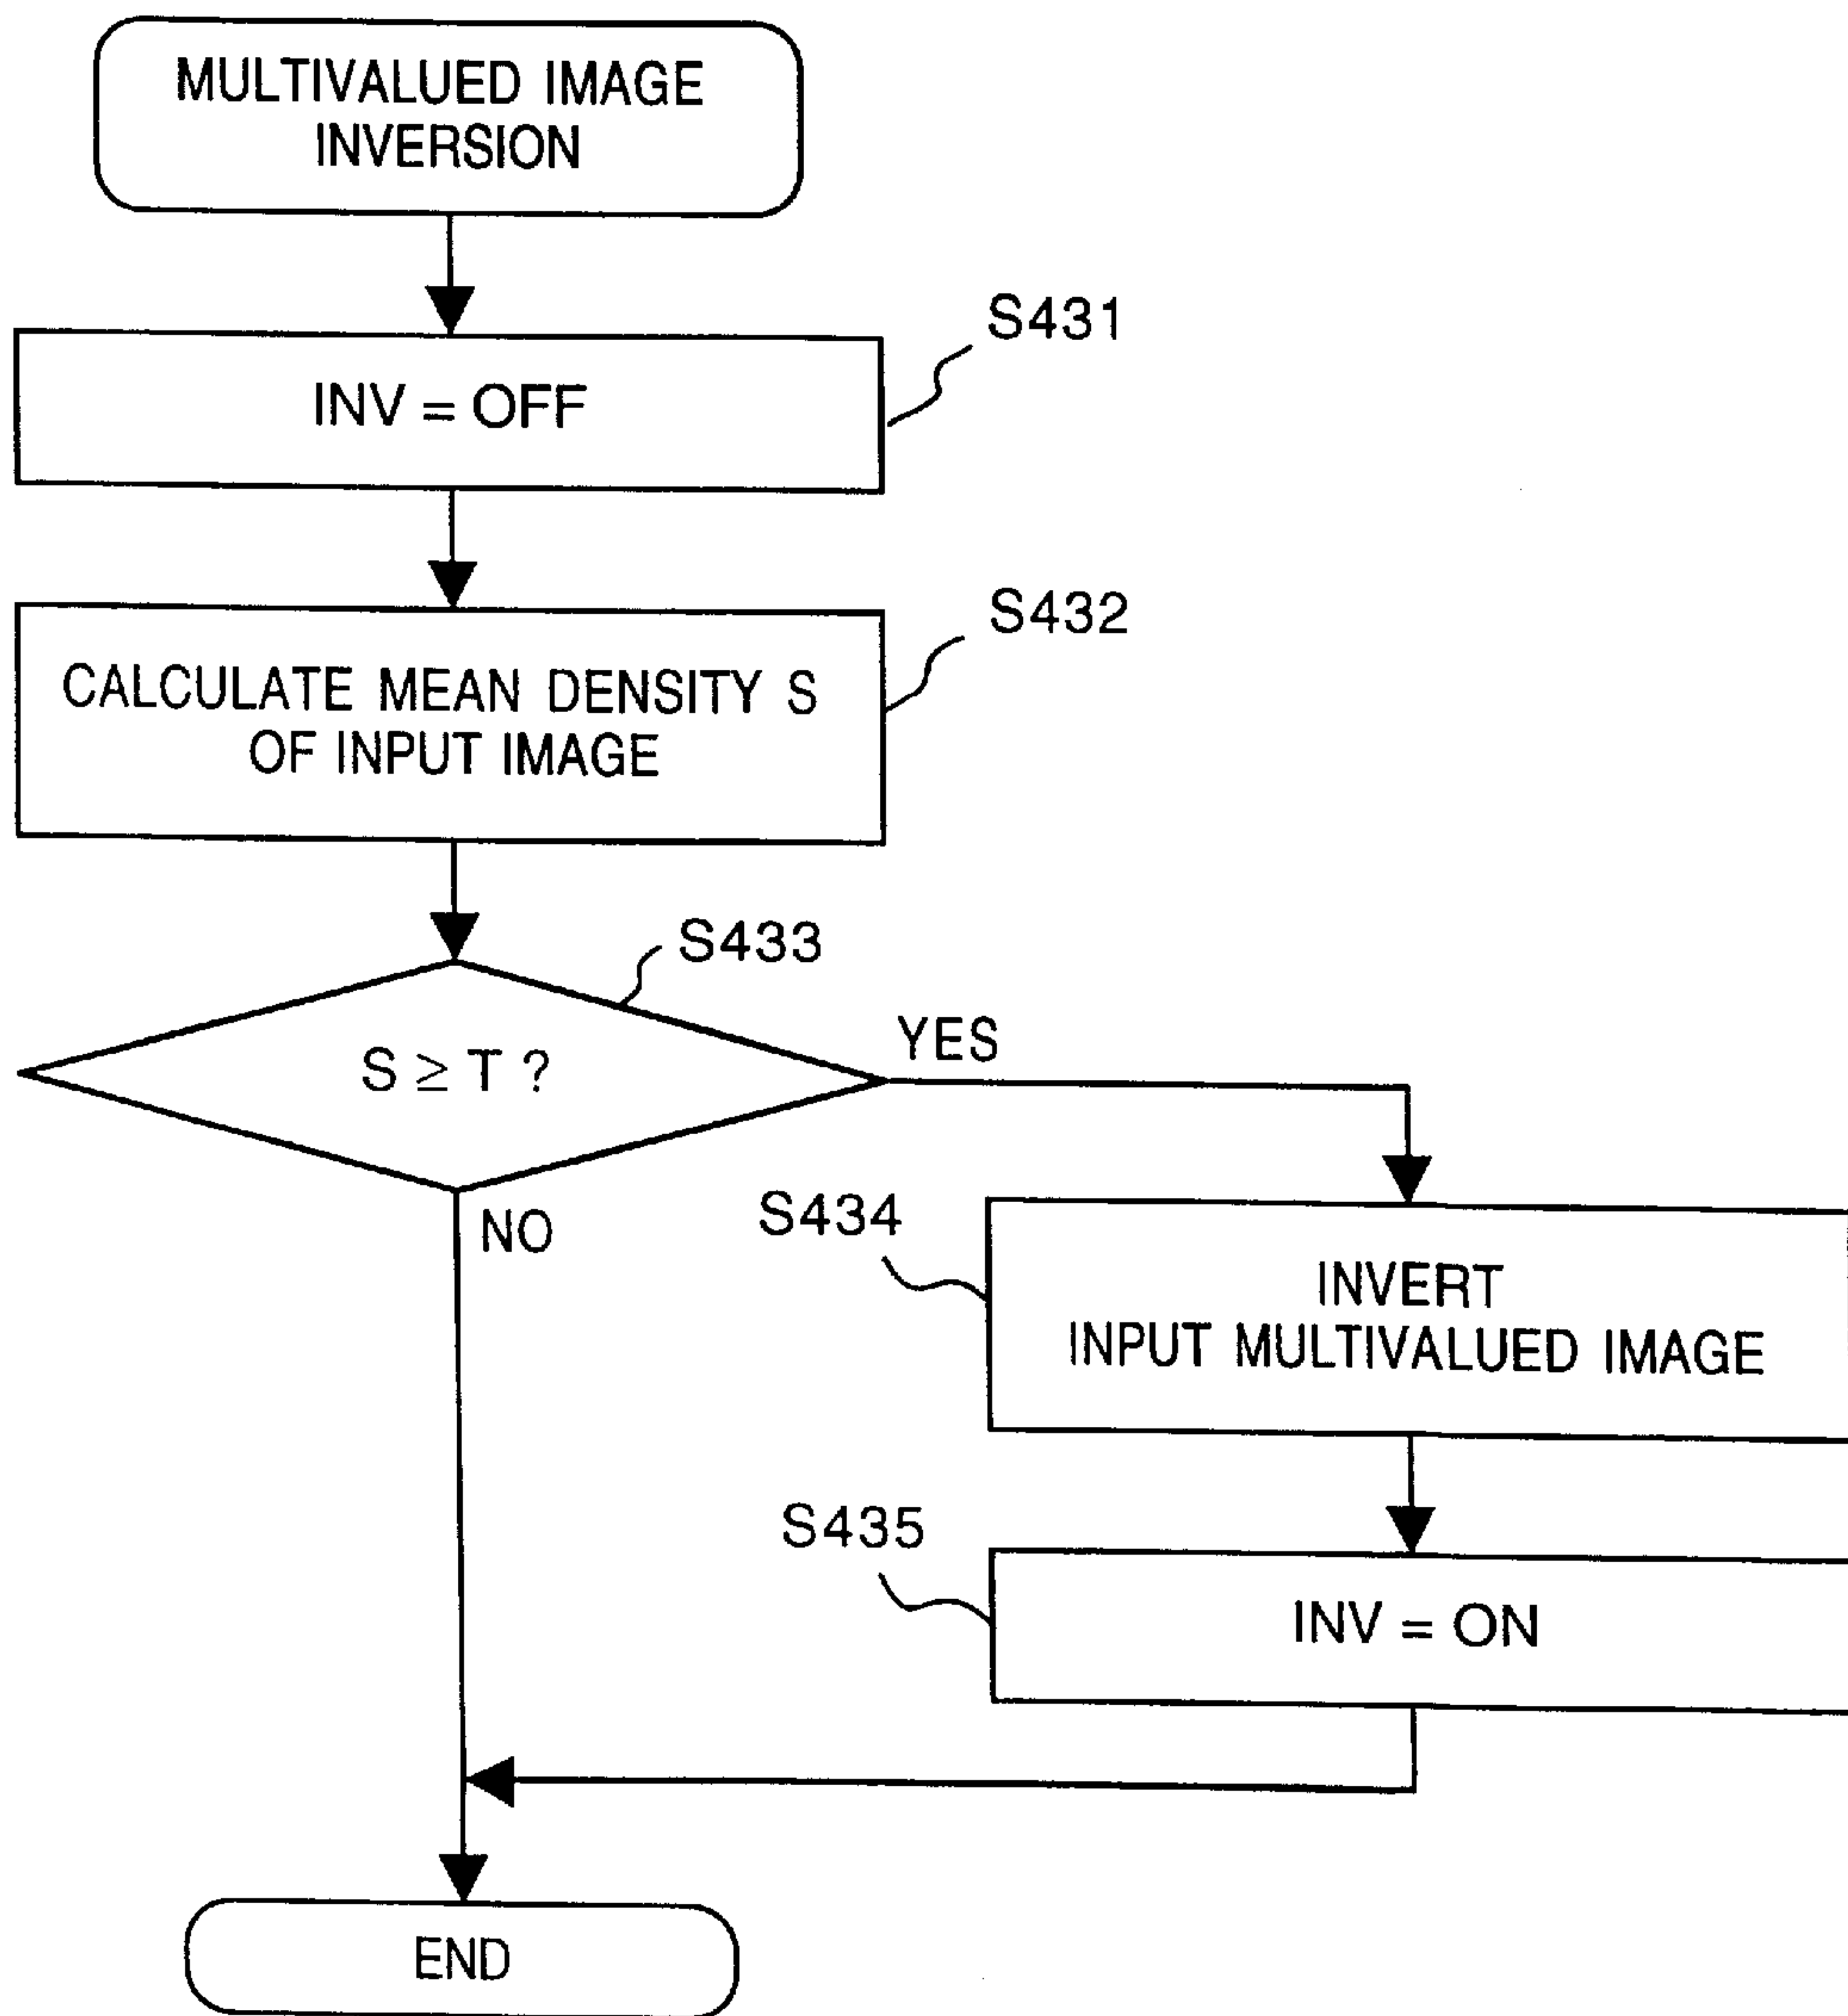 MULTIVALUED IMAGE
INVERSION
S431
INV = OFF
S432
CALCULATE MEAN DENSITY S
OF INPUT IMAGE
S433
S ≥ T ?
YES
NO
S434
INVERT
INPUT MULTIVALUED IMAGE
S435
INV = ON
END